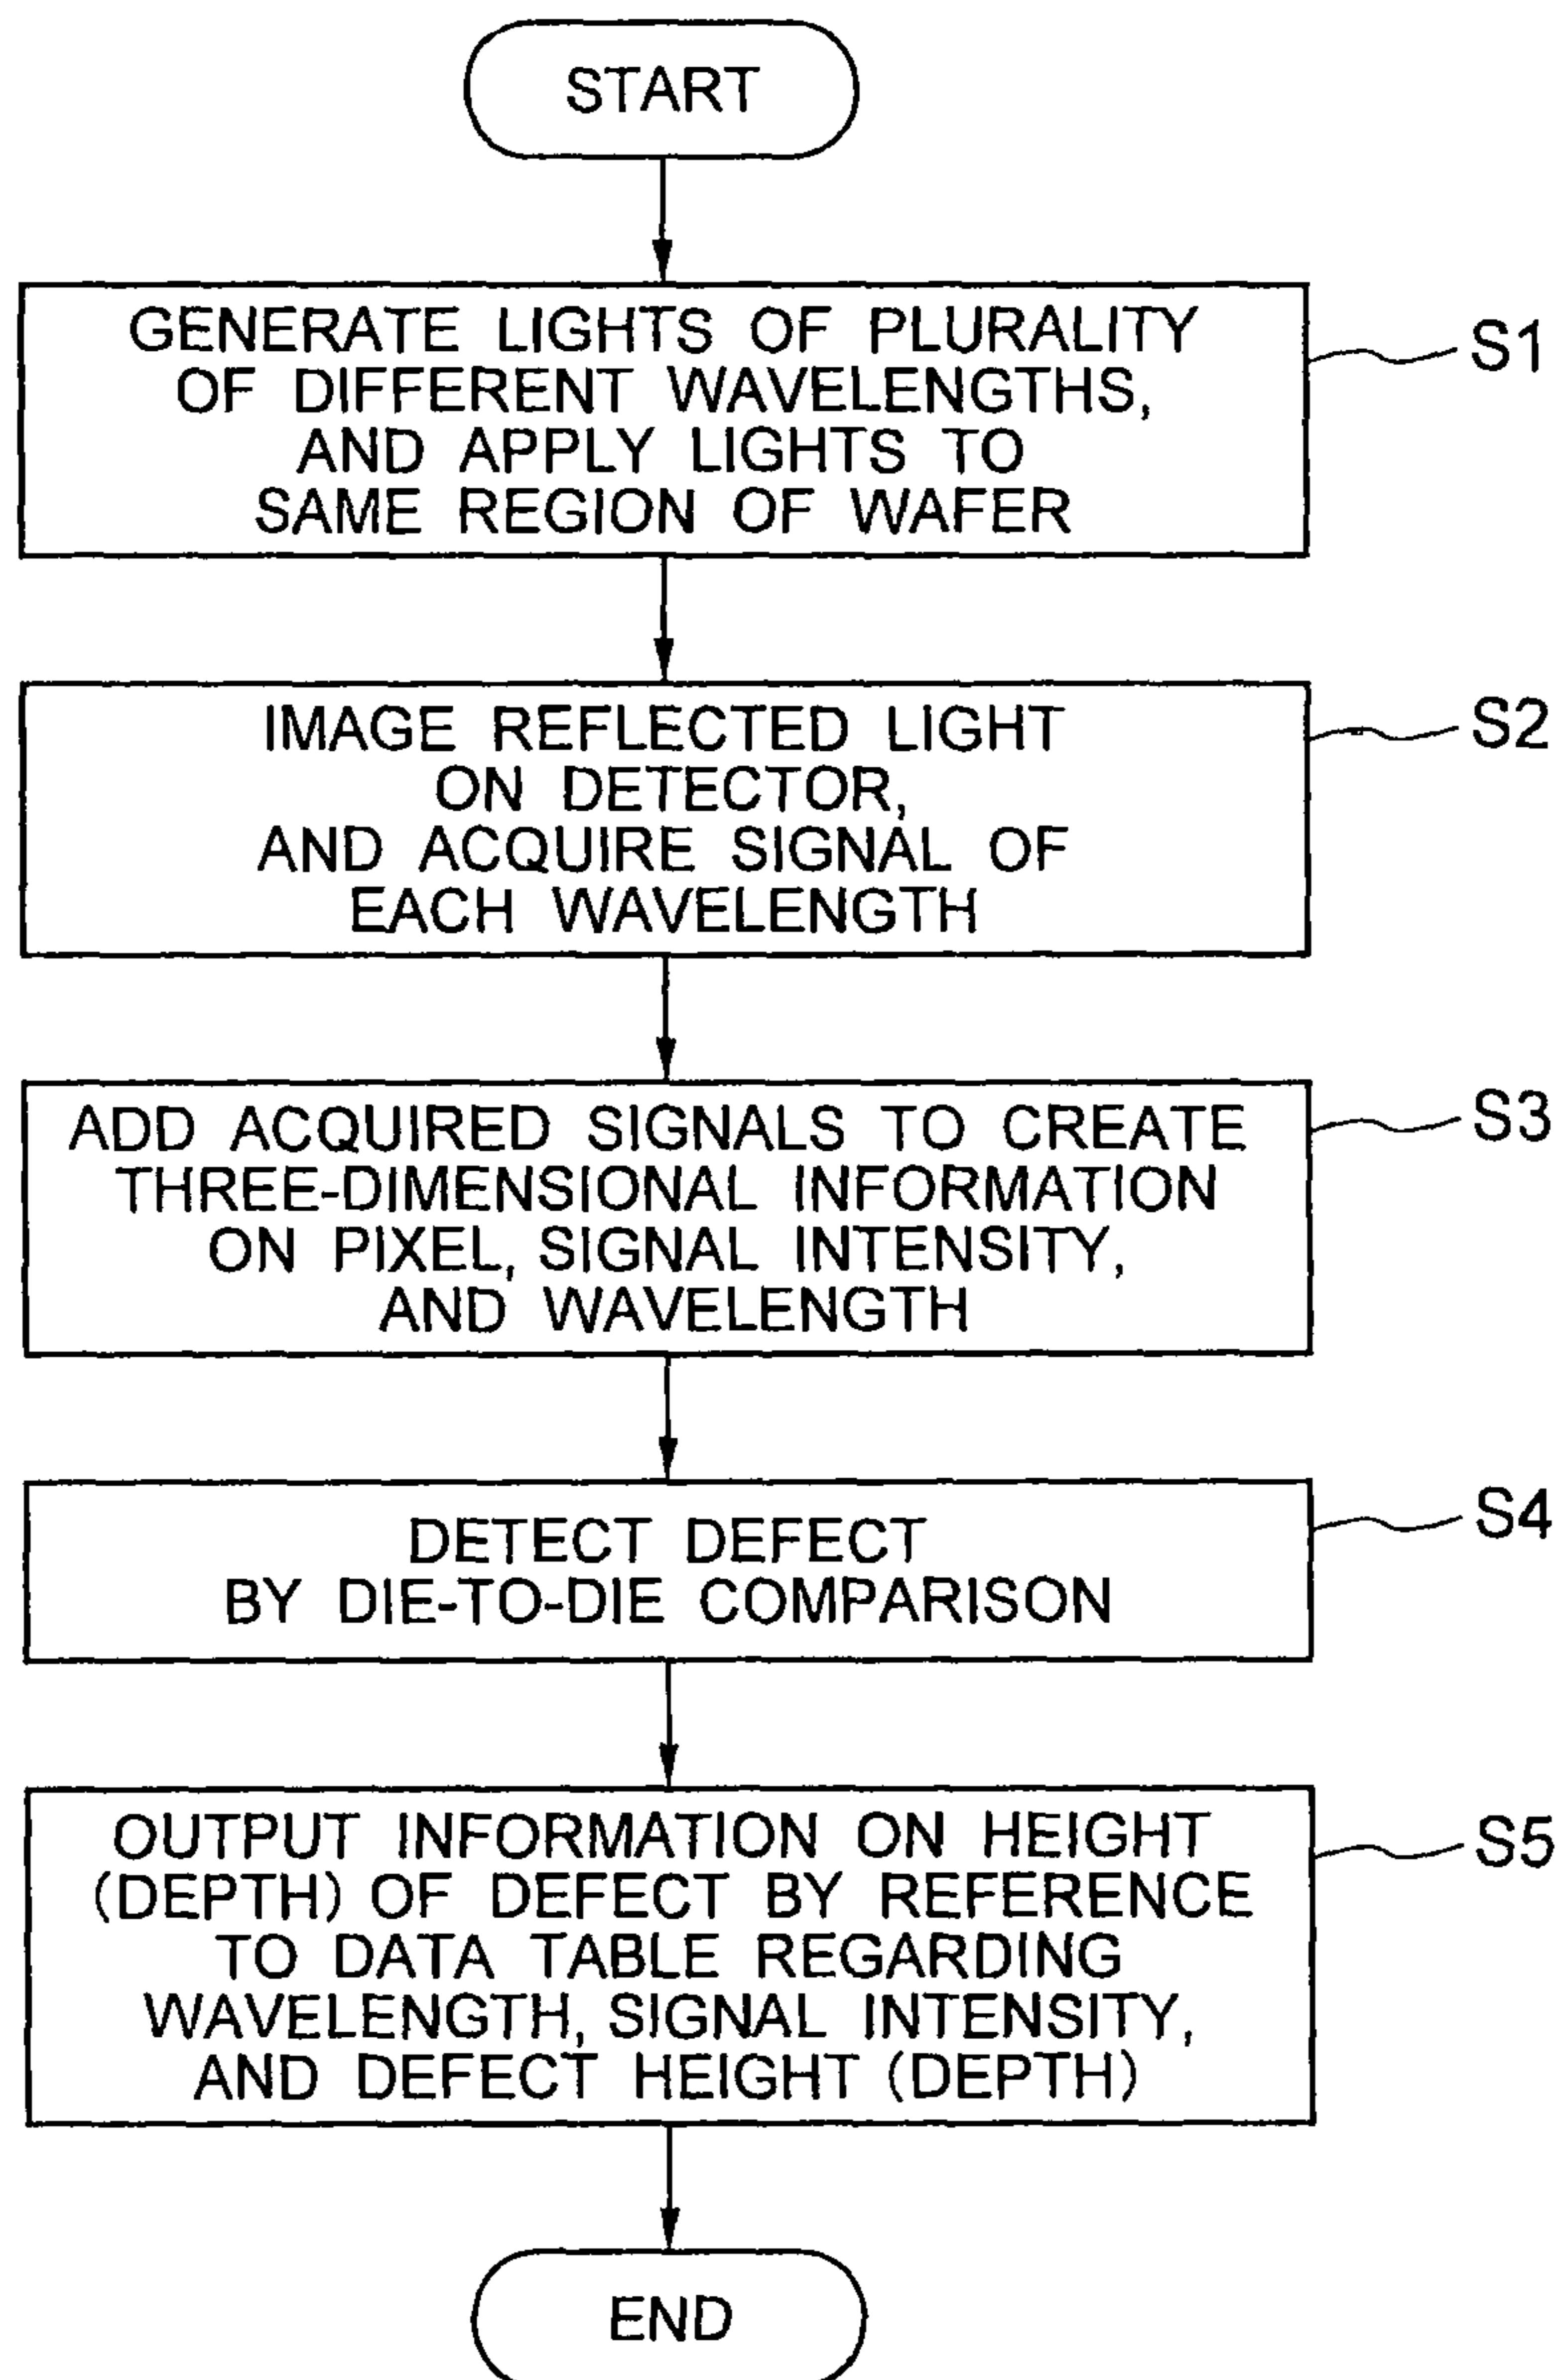 START
GENERATE LIGHTS OF PLURALITY
OF DIFFERENT WAVELENGTHS,
AND APPLY LIGHTS TO
SAME REGION OF WAFER
S1
IMAGE REFLECTED LIGHT
ON DETECTOR,
AND ACQUIRE SIGNAL OF
EACH WAVELENGTH
S2
ADD ACQUIRED SIGNALS TO CREATE
THREE-DIMENSIONAL INFORMATION
ON PIXEL, SIGNAL INTENSITY,
AND WAVELENGTH
S3
DETECT DEFECT
BY DIE-TO-DIE COMPARISON
S4
OUTPUT INFORMATION ON HEIGHT
(DEPTH) OF DEFECT BY REFERENCE
TO DATA TABLE REGARDING
WAVELENGTH, SIGNAL INTENSITY,
AND DEFECT HEIGHT (DEPTH)
S5
END